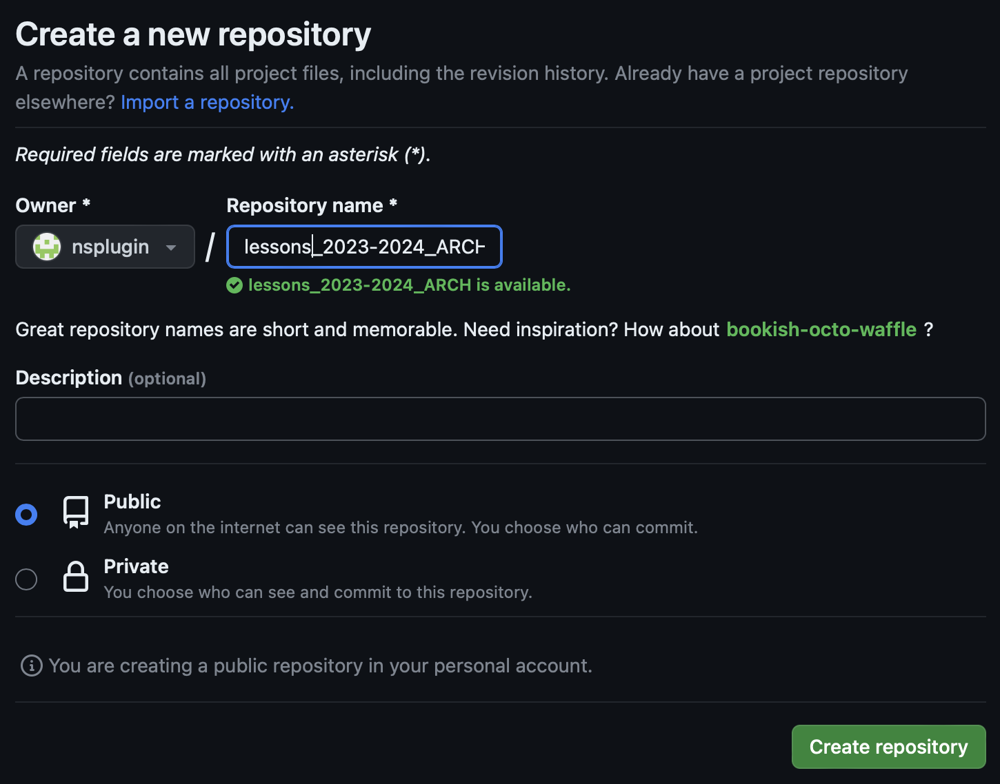 Create a new repository
A repository contains all project files, including the revision history. Already have a project repository
elsewhere? Import a repository.
Required fields are marked with an asterisk (*).
Owner *
Repository name *
nsplugin
/
lessons_2023-2024_ARCH
lessons_2023-2024_ARCH is available.
Great repository names are short and memorable. Need inspiration? How about bookish-octo-waffle ?
Description (optional)
Public
Anyone on the internet can see this repository. You choose who can commit.
Private
You choose who can see and commit to this repository.
You are creating a public repository in your personal account.
Create repository